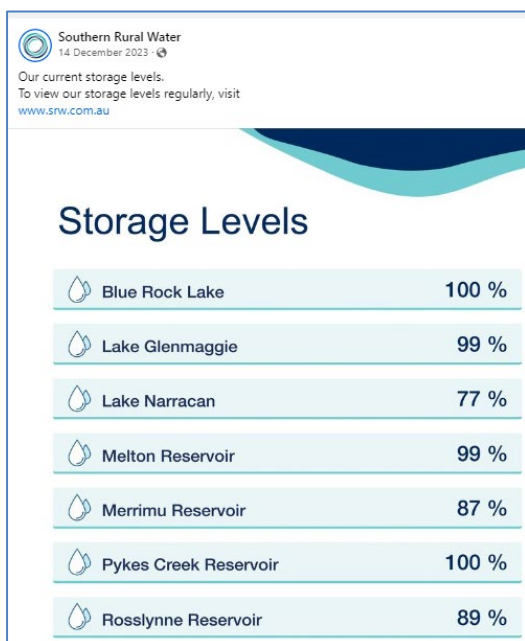 Southern Rural Water
14 December 2023 ·
Our current storage levels.
To view our storage levels regularly, visit
www.srw.com.au
Storage Levels
Blue Rock Lake 100 %
Lake Glenmaggie 99 %
Lake Narracan 77 %
Melton Reservoir 99 %
Merrimu Reservoir 87 %
Pykes Creek Reservoir 100 %
Rosslynne Reservoir 89 %